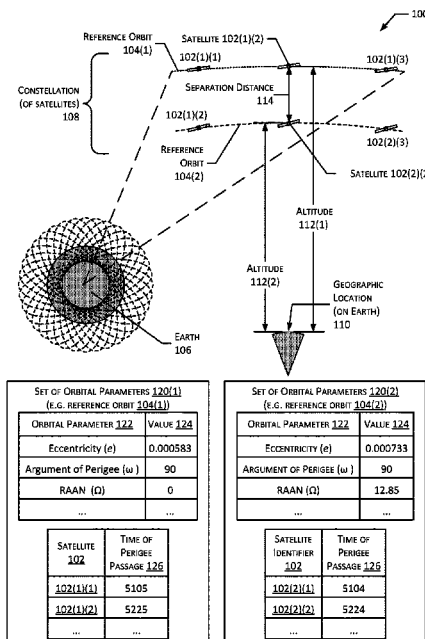 100
REFERENCE ORBIT
104(1)
SATELLITE 102(1)(2)
102(1)(1)
102(1)(3)
CONSTELLATION
(OF SATELLITES)
108
SEPARATION DISTANCE
114
102(1)(2)
102(2)(3)
REFERENCE
ORBIT
104(2)
SATELLITE 102(2)(2
ALTITUDE
112(1)
ALTITUDE
112(2)
GEOGRAPHIC
LOCATION
(ON EARTH)
110
EARTH
106
SET OF ORBITAL PARAMETERS 120(1)
(E.G. REFERENCE ORBIT 104(1))
ORBITAL PARAMETER 122 VALUE 124
Eccentricity (e) 0.000583
Argument of Perigee (ω ) 90
RAAN (Ω) 0
... ...
SATELLITE
102
TIME OF
PERIGEE
PASSAGE 126
102(1)(1) 5105
102(1)(2) 5225
... ...
SET OF ORBITAL PARAMETERS 120(2)
(E.G. REFERENCE ORBIT 104(2))
ORBITAL PARAMETER 122 VALUE 124
Eccentricity (e) 0.000733
Argument of Perigee (ω) 90
RAAN (Ω) 12.85
... ...
SATELLITE
IDENTIFIER
102
TIME OF
PERIGEE
PASSAGE 126
102(2)(1) 5104
102(2)(2) 5224
... ...